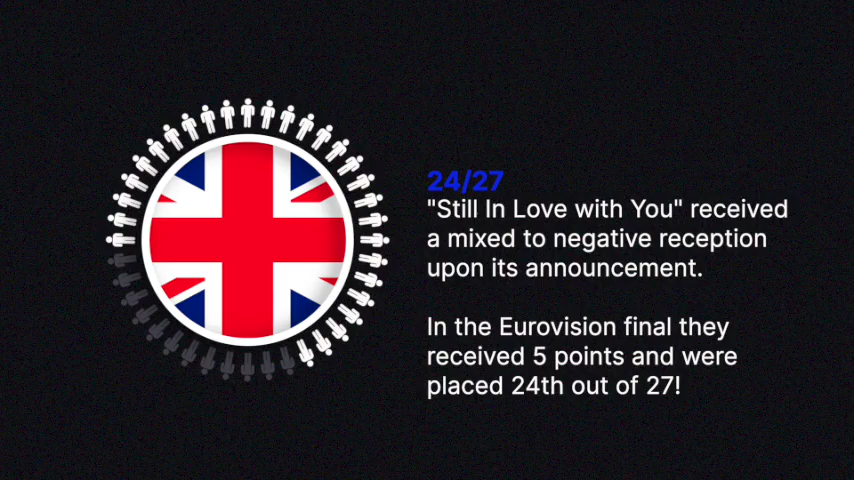 24/27
"Still In Love with You" received
a mixed to negative reception
upon its announcement.
In the Eurovision final they
received 5 points and were
placed 24th out of 27!